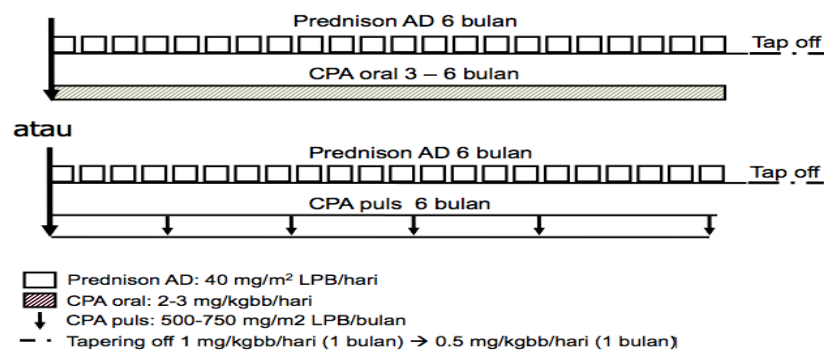 Prednison AD 6 bulan
Tap off
CPA oral 3 – 6 bulan
atau
Prednison AD 6 bulan
Tap off
CPA puls 6 bulan
Prednison AD: 40 mg/m² LPB/hari
CPA oral: 2-3 mg/kgbb/hari
CPA puls: 500-750 mg/m2 LPB/bulan
Tapering off 1 mg/kgbb/hari (1 bulan) → 0.5 mg/kgbb/hari (1 bulan)